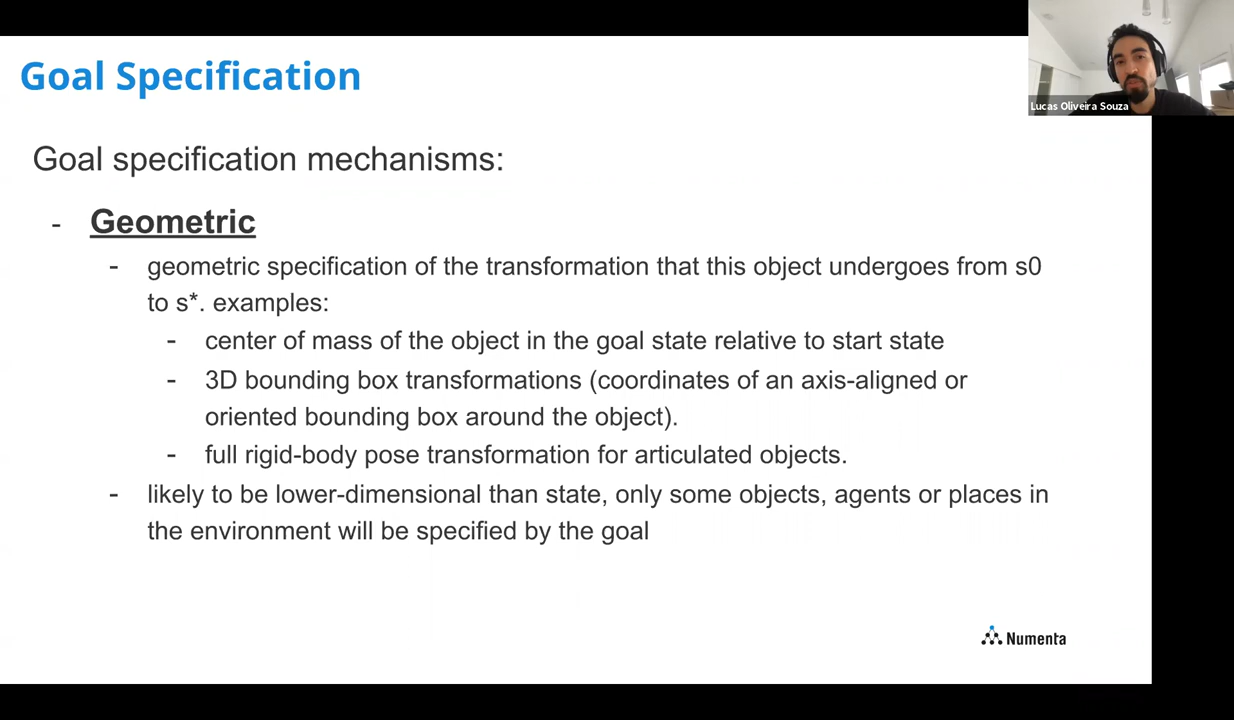 Goal Specification
Lucas Oliveira Souza
Goal specification mechanisms:
- Geometric
- geometric specification of the transformation that this object undergoes from s0
to s*. examples:
- center of mass of the object in the goal state relative to start state
- 3D bounding box transformations (coordinates of an axis-aligned or
oriented bounding box around the object).
- full rigid-body pose transformation for articulated objects.
- likely to be lower-dimensional than state, only some objects, agents or places in
the environment will be specified by the goal
Numenta